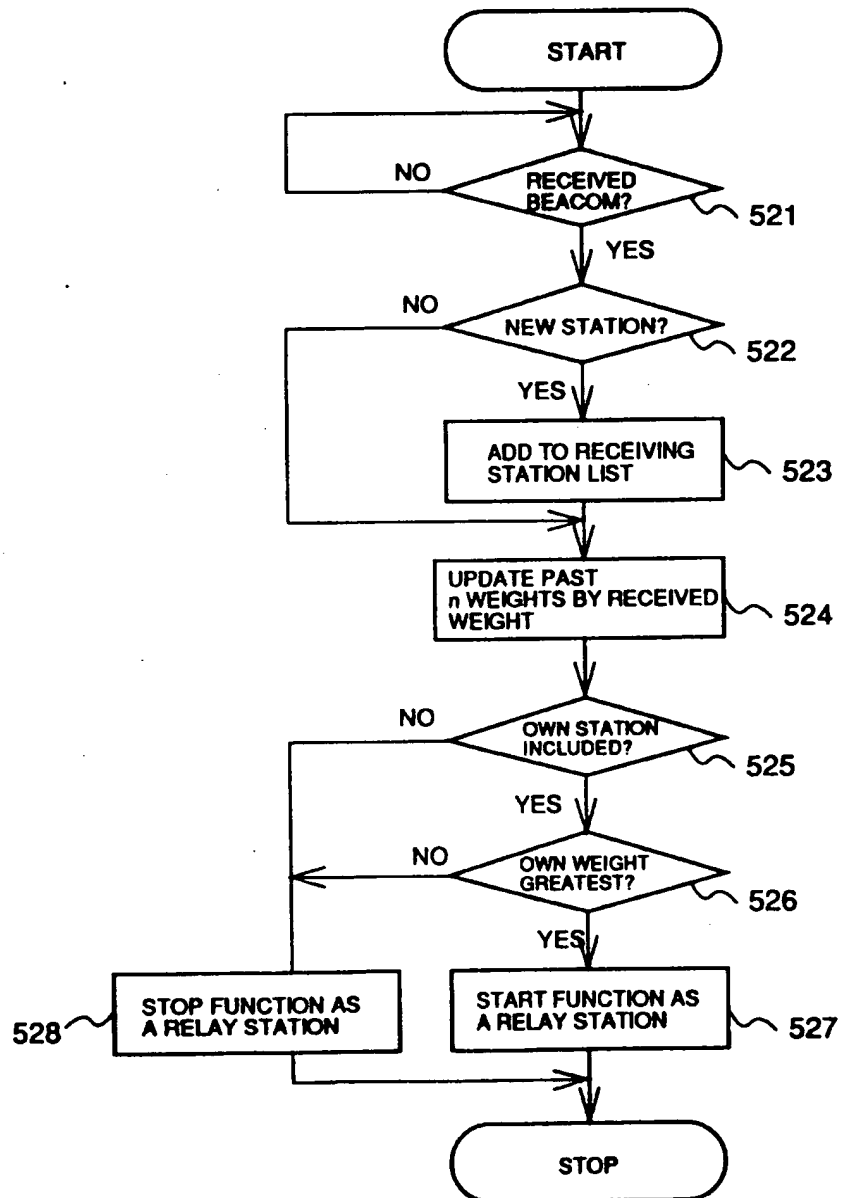 START
NO
RECEIVED
BEACOM?
521
YES
NO
NEW STATION?
522
YES
ADD TO RECEIVING
STATION LIST
523
UPDATE PAST
n WEIGHTS BY RECEIVED
WEIGHT
524
NO
OWN STATION
INCLUDED?
525
YES
NO
OWN WEIGHT
GREATEST?
526
YES
528
STOP FUNCTION AS
A RELAY STATION
START FUNCTION AS
A RELAY STATION
527
STOP